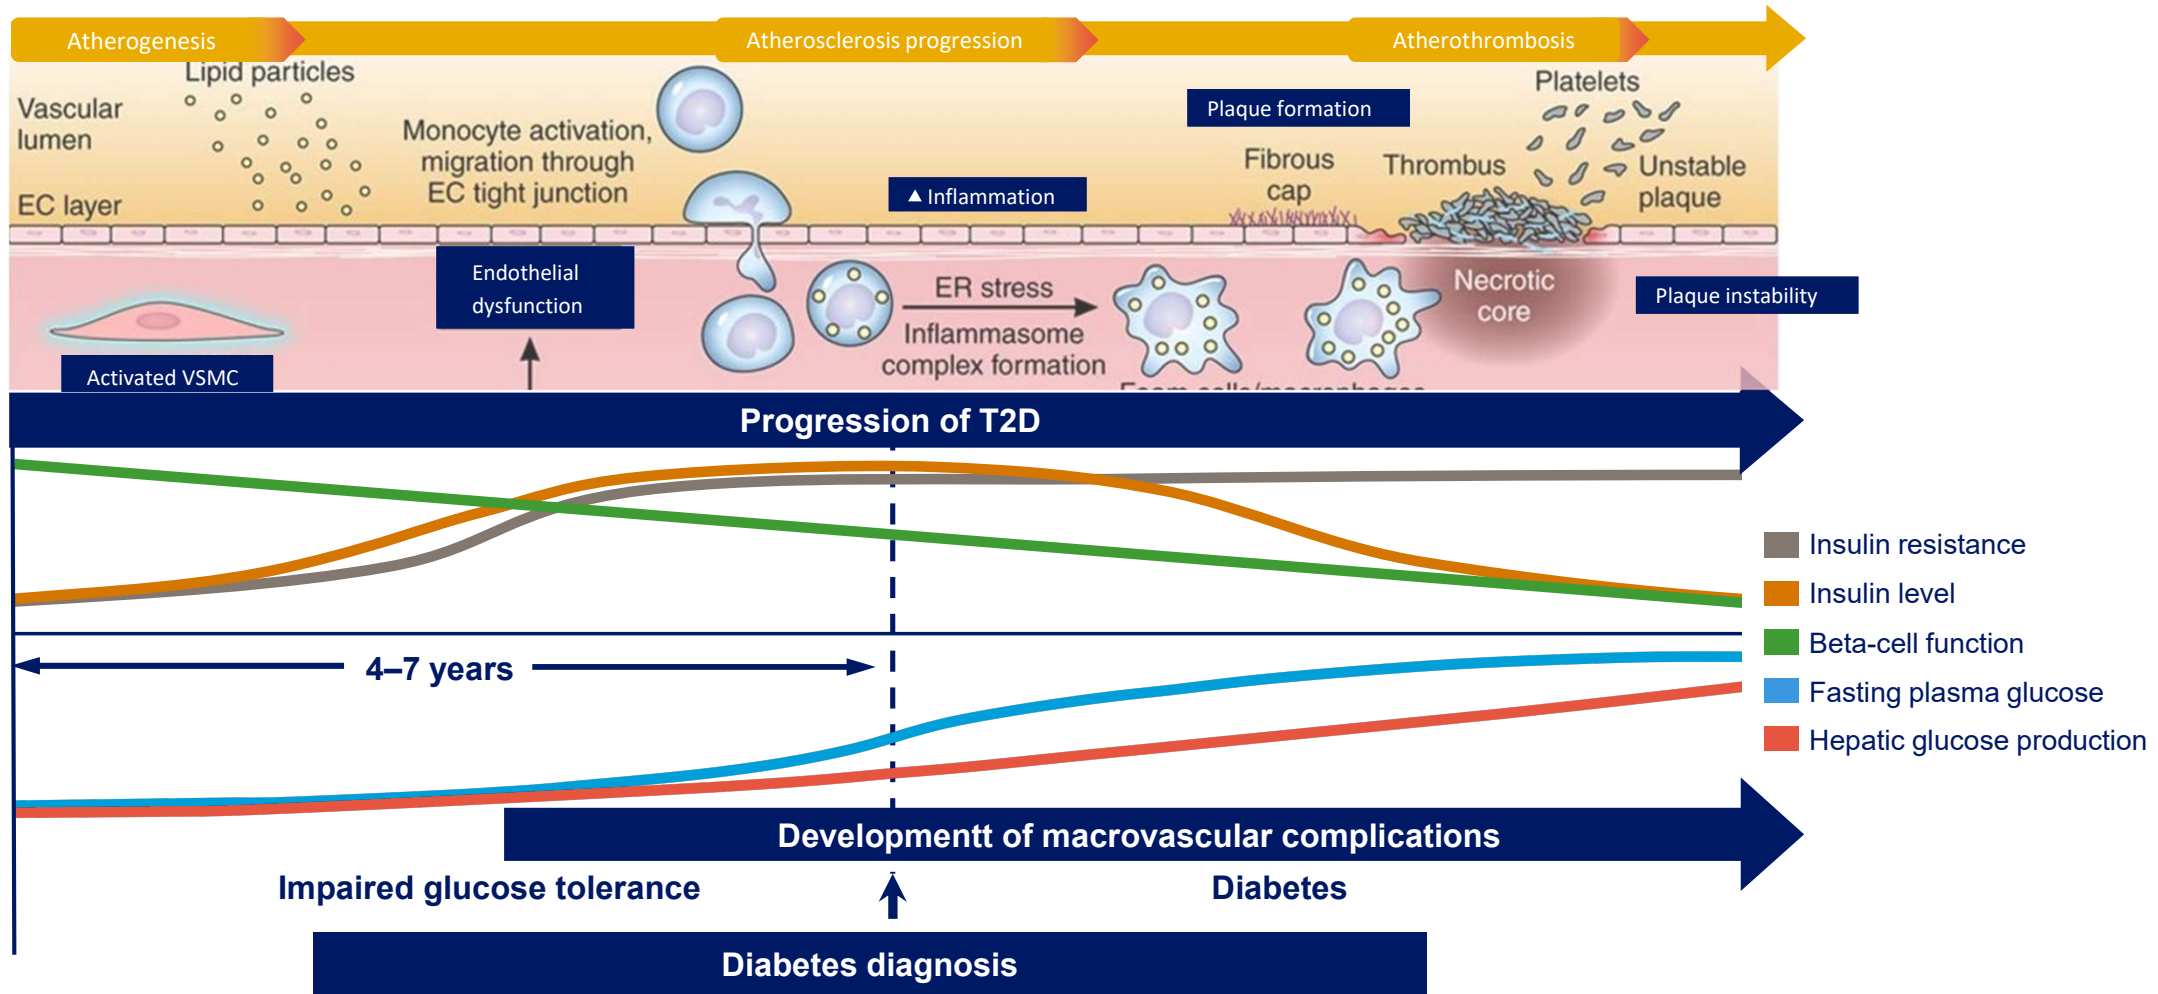 Atherogenesis
Atherosclerosis progression
Atherothrombosis
Lipid particles
Vascular
lumen
EC layer
Monocyte activation,
migration through
EC tight junction
▲ Inflammation
Plaque formation
Fibrous
cap
Thrombus
Platelets
Unstable
plaque
Endothelial
dysfunction
Activated VSMC
ER stress
Inflammasome
complex formation
Foam cells/macrophages
Necrotic
core
Plaque instability
Progression of T2D
Insulin resistance
Insulin level
Beta-cell function
Fasting plasma glucose
Hepatic glucose production
4–7 years
Developmentt of macrovascular complications
Impaired glucose tolerance
Diabetes
Diabetes diagnosis